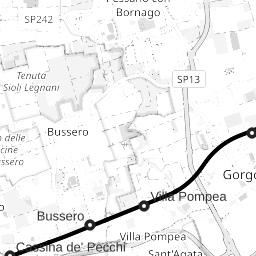 Pessano con
Bornago
SP242
Tenuta
Sioli Legnani
SP13
Bussero
delle
Villa Pompea
Bussero
Villa Pompea
Cassina de' Pecchi
Sant'Agata